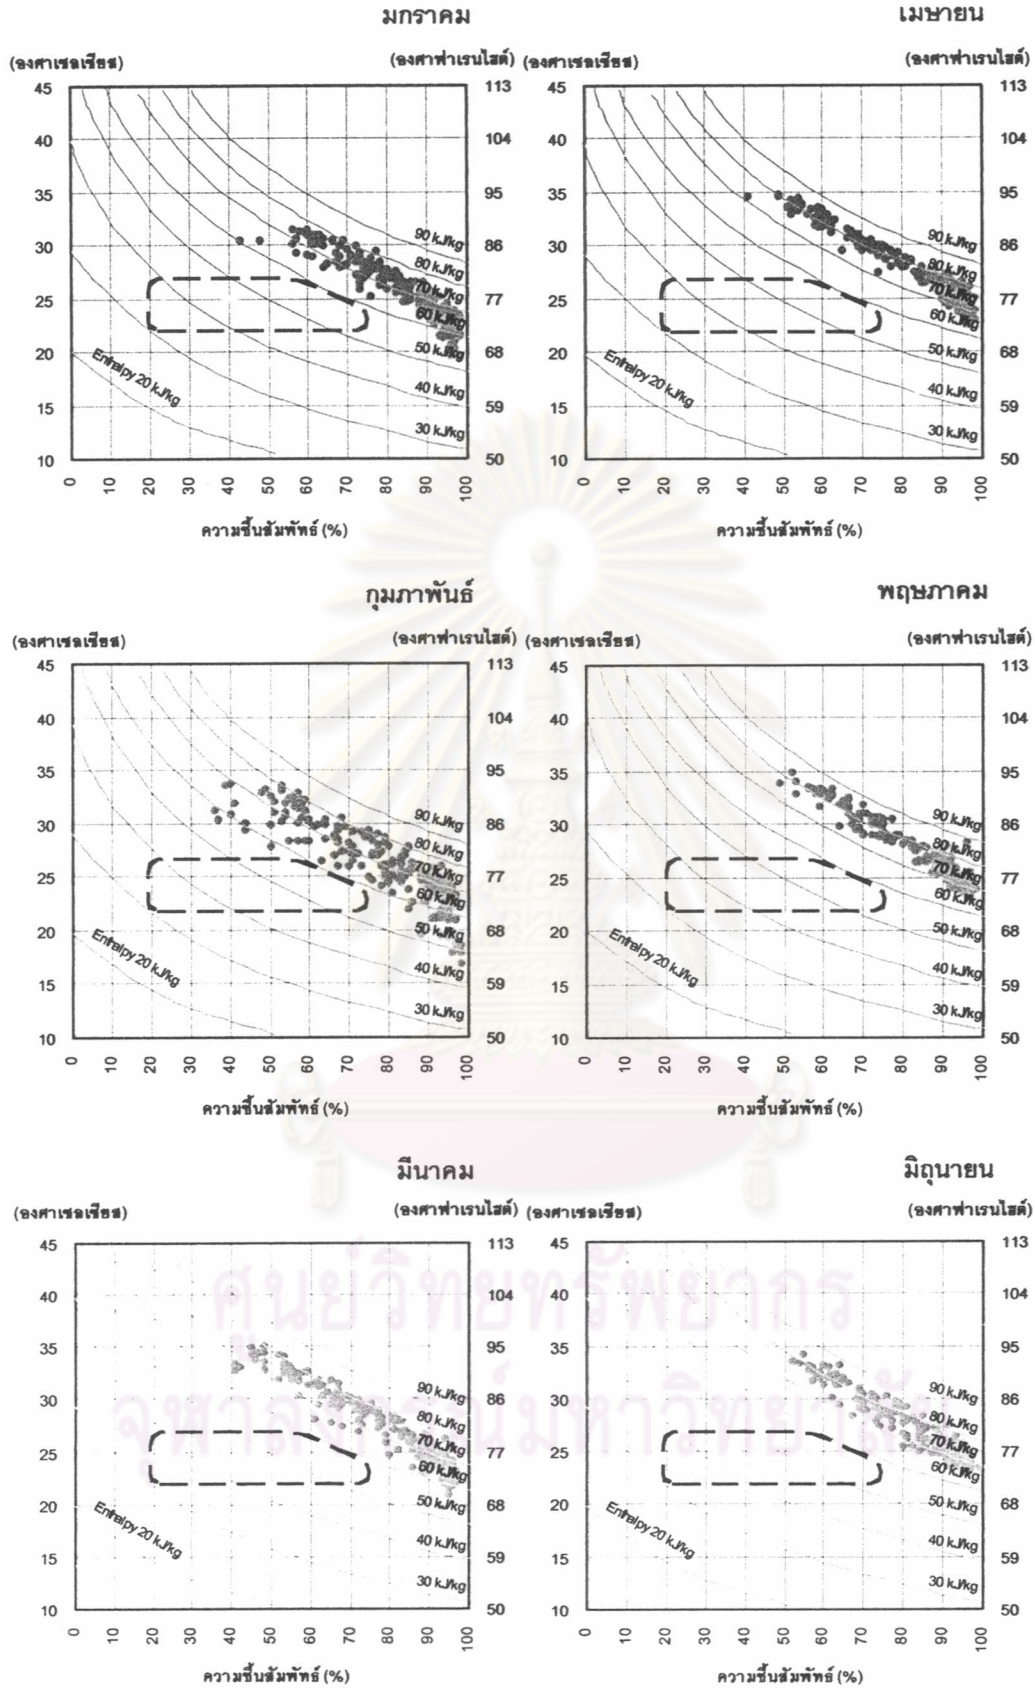 มกราคม
(องศาเซลเซียส)
(องศาฟาเรนไฮต์)
45
40
35
30
25
20
15
10
113
104
95
86
77
68
59
50
90 kJ/kg
80 kJ/kg
70 kJ/kg
60 kJ/kg
50 kJ/kg
40 kJ/kg
30 kJ/kg
Enthalpy 20 kJ/kg
0 10 20 30 40 50 60 70 80 90 100
ความชื้นสัมพัทธ์ (%)
เมษายน
(องศาเซลเซียส)
(องศาฟาเรนไฮต์)
45
40
35
30
25
20
15
10
113
104
95
86
77
68
59
50
90 kJ/kg
80 kJ/kg
70 kJ/kg
60 kJ/kg
50 kJ/kg
40 kJ/kg
30 kJ/kg
Enthalpy 20 kJ/kg
0 10 20 30 40 50 60 70 80 90 100
ความชื้นสัมพัทธ์ (%)
กุมภาพันธ์
(องศาเซลเซียส)
(องศาฟาเรนไฮต์)
45
40
35
30
25
20
15
10
113
104
95
86
77
68
59
50
90 kJ/kg
80 kJ/kg
70 kJ/kg
60 kJ/kg
50 kJ/kg
40 kJ/kg
30 kJ/kg
Enthalpy 20 kJ/kg
0 10 20 30 40 50 60 70 80 90 100
ความชื้นสัมพัทธ์ (%)
พฤษภาคม
(องศาเซลเซียส)
(องศาฟาเรนไฮต์)
45
40
35
30
25
20
15
10
113
104
95
86
77
68
59
50
90 kJ/kg
80 kJ/kg
70 kJ/kg
60 kJ/kg
50 kJ/kg
40 kJ/kg
30 kJ/kg
Enthalpy 20 kJ/kg
0 10 20 30 40 50 60 70 80 90 100
ความชื้นสัมพัทธ์ (%)
มีนาคม
(องศาเซลเซียส)
(องศาฟาเรนไฮต์)
45
40
35
30
25
20
15
10
113
104
95
86
77
68
59
50
90 kJ/kg
80 kJ/kg
70 kJ/kg
60 kJ/kg
50 kJ/kg
40 kJ/kg
30 kJ/kg
Enthalpy 20 kJ/kg
0 10 20 30 40 50 60 70 80 90 100
ความชื้นสัมพัทธ์ (%)
มิถุนายน
(องศาเซลเซียส)
(องศาฟาเรนไฮต์)
45
40
35
30
25
20
15
10
113
104
95
86
77
68
59
50
90 kJ/kg
80 kJ/kg
70 kJ/kg
60 kJ/kg
50 kJ/kg
40 kJ/kg
30 kJ/kg
Enthalpy 20 kJ/kg
0 10 20 30 40 50 60 70 80 90 100
ความชื้นสัมพัทธ์ (%)
ศูนย์วิทยทรัพยากร
จุฬาลงกรณ์มหาวิทยาลัย